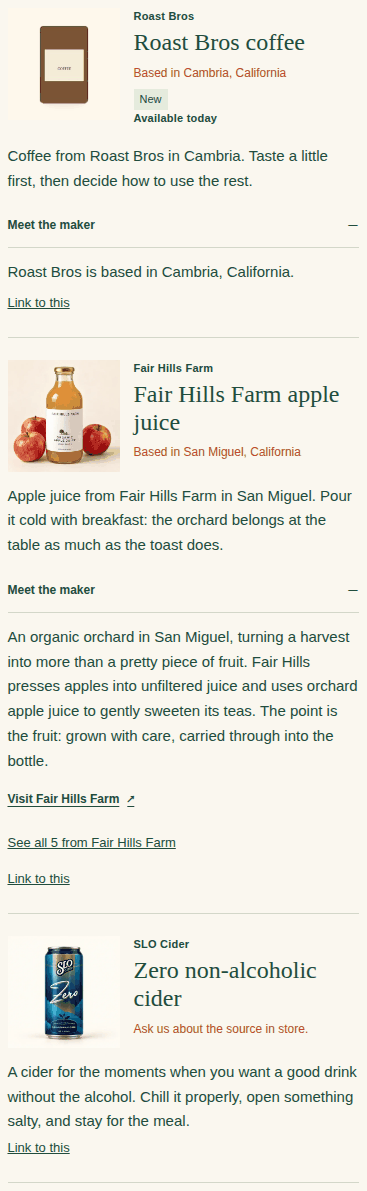 Roast Bros
COFFEE
Roast Bros coffee
Based in Cambria, California
New
Available today
Coffee from Roast Bros in Cambria. Taste a little
first, then decide how to use the rest.
Meet the maker —
Roast Bros is based in Cambria, California.
Link to this
Fair Hills Farm
Fair Hills Farm apple
juice
Based in San Miguel, California
Apple juice from Fair Hills Farm in San Miguel. Pour
it cold with breakfast: the orchard belongs at the
table as much as the toast does.
Meet the maker —
An organic orchard in San Miguel, turning a harvest
into more than a pretty piece of fruit. Fair Hills
presses apples into unfiltered juice and uses orchard
apple juice to gently sweeten its teas. The point is
the fruit: grown with care, carried through into the
bottle.
Visit Fair Hills Farm ↗
See all 5 from Fair Hills Farm
Link to this
SLO Cider
SLO
Zero
Zero non-alcoholic
cider
Ask us about the source in store.
A cider for the moments when you want a good drink
without the alcohol. Chill it properly, open something
salty, and stay for the meal.
Link to this